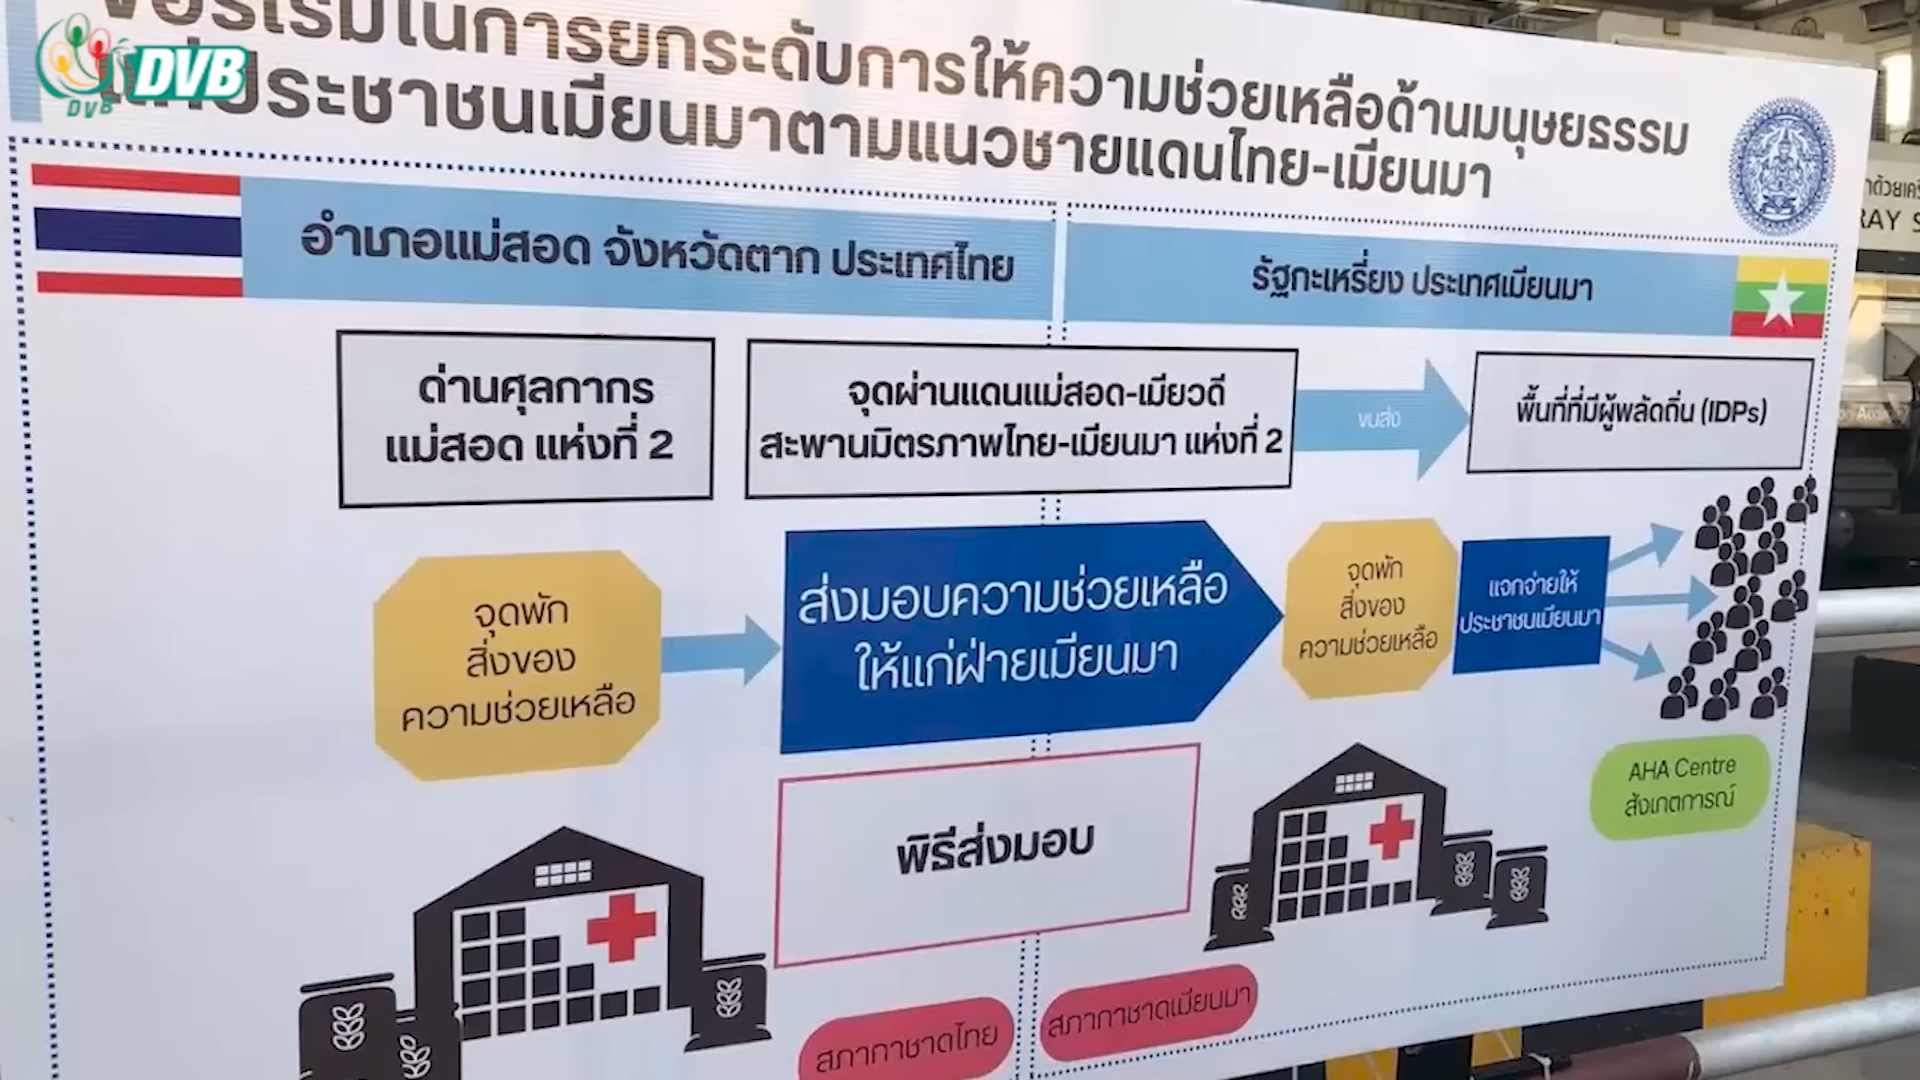 DVB
DVB
ข้อริเริ่มในการยกระดับการให้ความช่วยเหลือด้านมนุษยธรรม
แก่ประชาชนเมียนมาตามแนวชายแดนไทย-เมียนมา
อำเภอแม่สอด จังหวัดตาก ประเทศไทย
รัฐกะเหรี่ยง ประเทศเมียนมา
ด่านศุลกากร
แม่สอด แห่งที่ 2
จุดผ่านแดนแม่สอด-เมียวดี
สะพานมิตรภาพไทย-เมียนมา แห่งที่ 2
ขนส่ง
พื้นที่ที่มีผู้พลัดถิ่น (IDPs)
จุดพัก
สิ่งของ
ความช่วยเหลือ
ส่งมอบความช่วยเหลือ
ให้แก่ฝ่ายเมียนมา
จุดพัก
สิ่งของ
ความช่วยเหลือ
แจกจ่ายให้
ประชาชนเมียนมา
AHA Centre
สังเกตการณ์
พิธีส่งมอบ
สภากาชาดไทย
สภากาชาดเมียนมา
RAY S